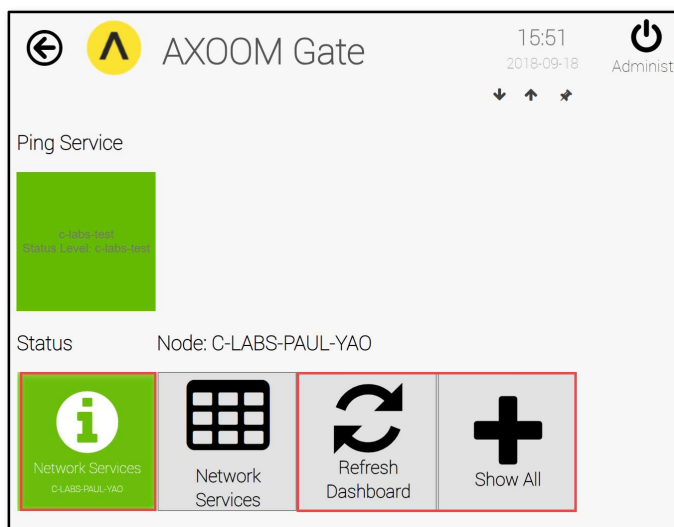 AXOOM Gate
15:51
2018-09-18
Administ
Ping Service
c-labs-test
Status Level: c-labs-test
Status
Node: C-LABS-PAUL-YAO
Network Services
C-LABS-PAUL-YAO
Network
Services
Refresh
Dashboard
Show All